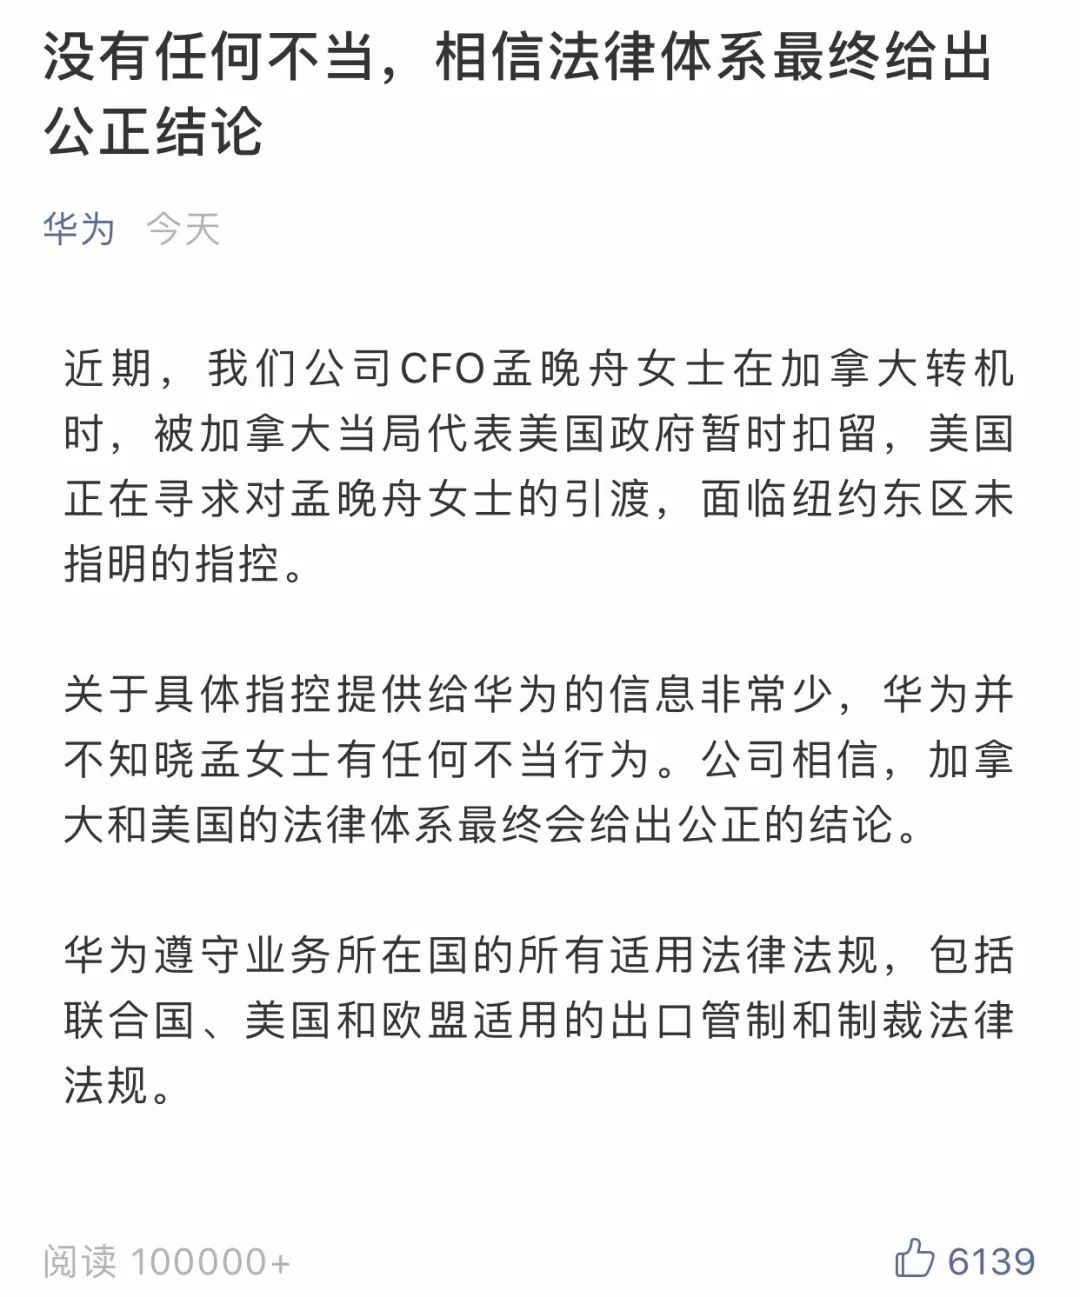 没有任何不当，相信法律体系最终给出
公正结论
华为 今天
近期，我们公司CFO孟晚舟女士在加拿大转机
时，被加拿大当局代表美国政府暂时扣留，美国
正在寻求对孟晚舟女士的引渡，面临纽约东区未
指明的指控。
关于具体指控提供给华为的信息非常少，华为并
不知晓孟女士有任何不当行为。公司相信，加拿
大和美国的法律体系最终会给出公正的结论。
华为遵守业务所在国的所有适用法律法规，包括
联合国、美国和欧盟适用的出口管制和制裁法律
法规。
阅读 100000+ 6139